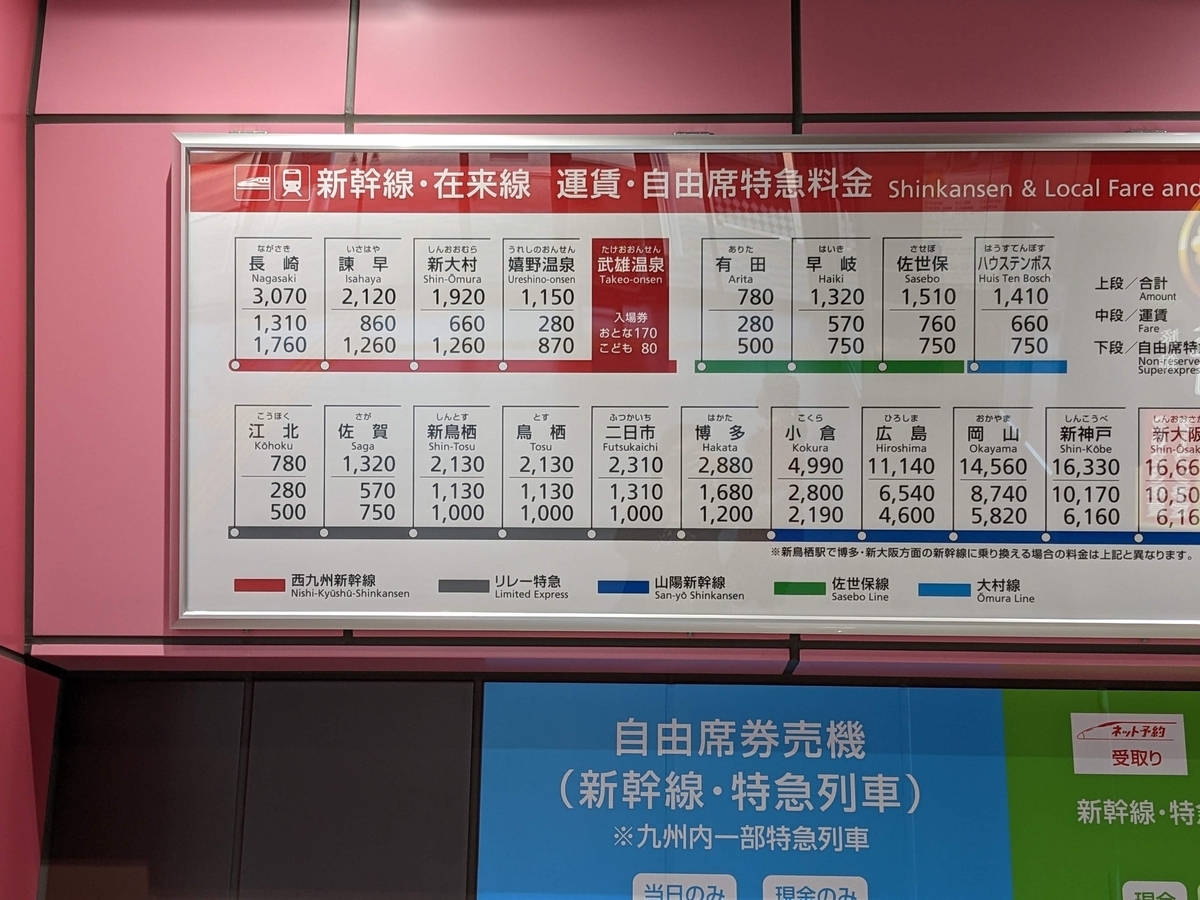 新幹線・在来線 運賃・自由席特急料金 Shinkansen & Local Fare and
ながさき
長崎
Nagasaki
3,070
1,310
1,760
いさはや
諫早
Isahaya
2,120
860
1,260
しんおおむら
新大村
Shin-Ōmura
1,920
660
1,260
うれしのおんせん
嬉野温泉
Ureshino-onsen
1,150
280
870
たけおおんせん
武雄温泉
Takeo-onsen
入場券
おとな170
こども 80
ありた
有田
Arita
780
280
500
はいき
早岐
Haiki
1,320
570
750
させぼ
佐世保
Sasebo
1,510
760
750
はうすてんぼす
ハウステンボス
Huis Ten Bosch
1,410
660
750
上段／合計
Amount
中段／運賃
Fare
下段／自由席特
Non-reserve
Superexpres
こうほく
江北
Kōhoku
780
280
500
さが
佐賀
Saga
1,320
570
750
しんとす
新鳥栖
Shin-Tosu
2,130
1,130
1,000
とす
鳥栖
Tosu
2,130
1,130
1,000
ふつかいち
二日市
Futsukaichi
2,310
1,310
1,000
はかた
博多
Hakata
2,880
1,680
1,200
こくら
小倉
Kokura
4,990
2,800
2,190
ひろしま
広島
Hiroshima
11,140
6,540
4,600
おかやま
岡山
Okayama
14,560
8,740
5,820
しんこうべ
新神戸
Shin-Kōbe
16,330
10,170
6,160
しんおおさか
新大阪
Shin-Ōsak
16,66
10,50
6,16
※新鳥栖駅で博多・新大阪方面の新幹線に乗り換える場合の料金は上記と異なります。
西九州新幹線
Nishi-Kyūshū-Shinkansen
リレー特急
Limited Express
山陽新幹線
San-yō Shinkansen
佐世保線
Sasebo Line
大村線
Ōmura Line
自由席券売機
（新幹線・特急列車）
※九州内一部特急列車
当日のみ
現金のみ
ネット予約
受取り
新幹線・特
現金